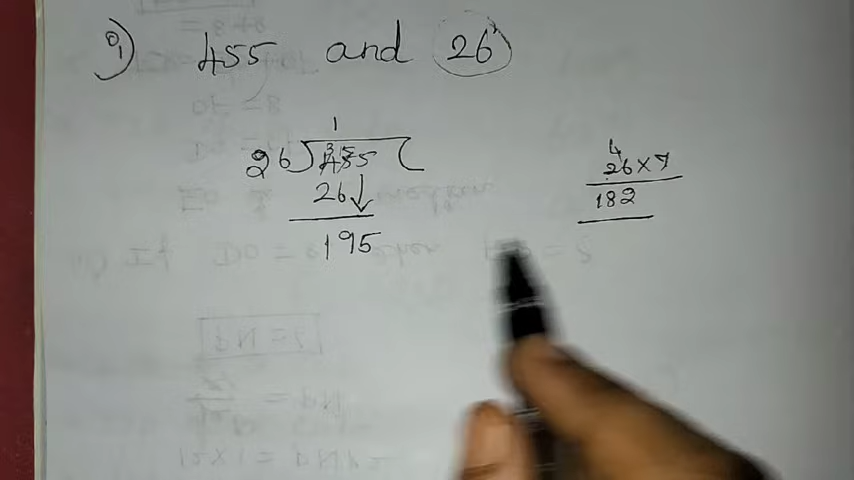 i) 455 and 26
1
26) 455 (
26
195
4
26 x 7
182